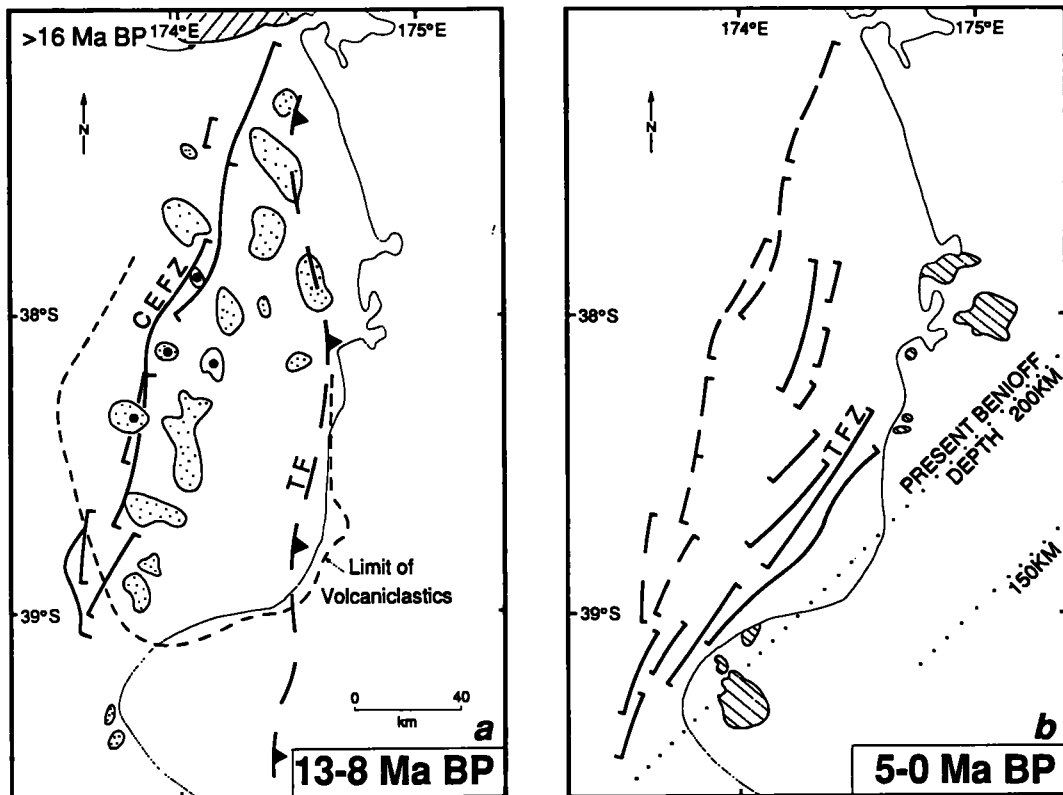 >16 Ma BP
174°E
175°E
N
CEFZ
38°S
TF
Limit of
Volcaniclastics
39°S
0 40
km
a
13-8 Ma BP
174°E
175°E
N
38°S
TFZ
PRESENT BENIOFF
DEPTH 200KM
150KM
39°S
b
5-0 Ma BP